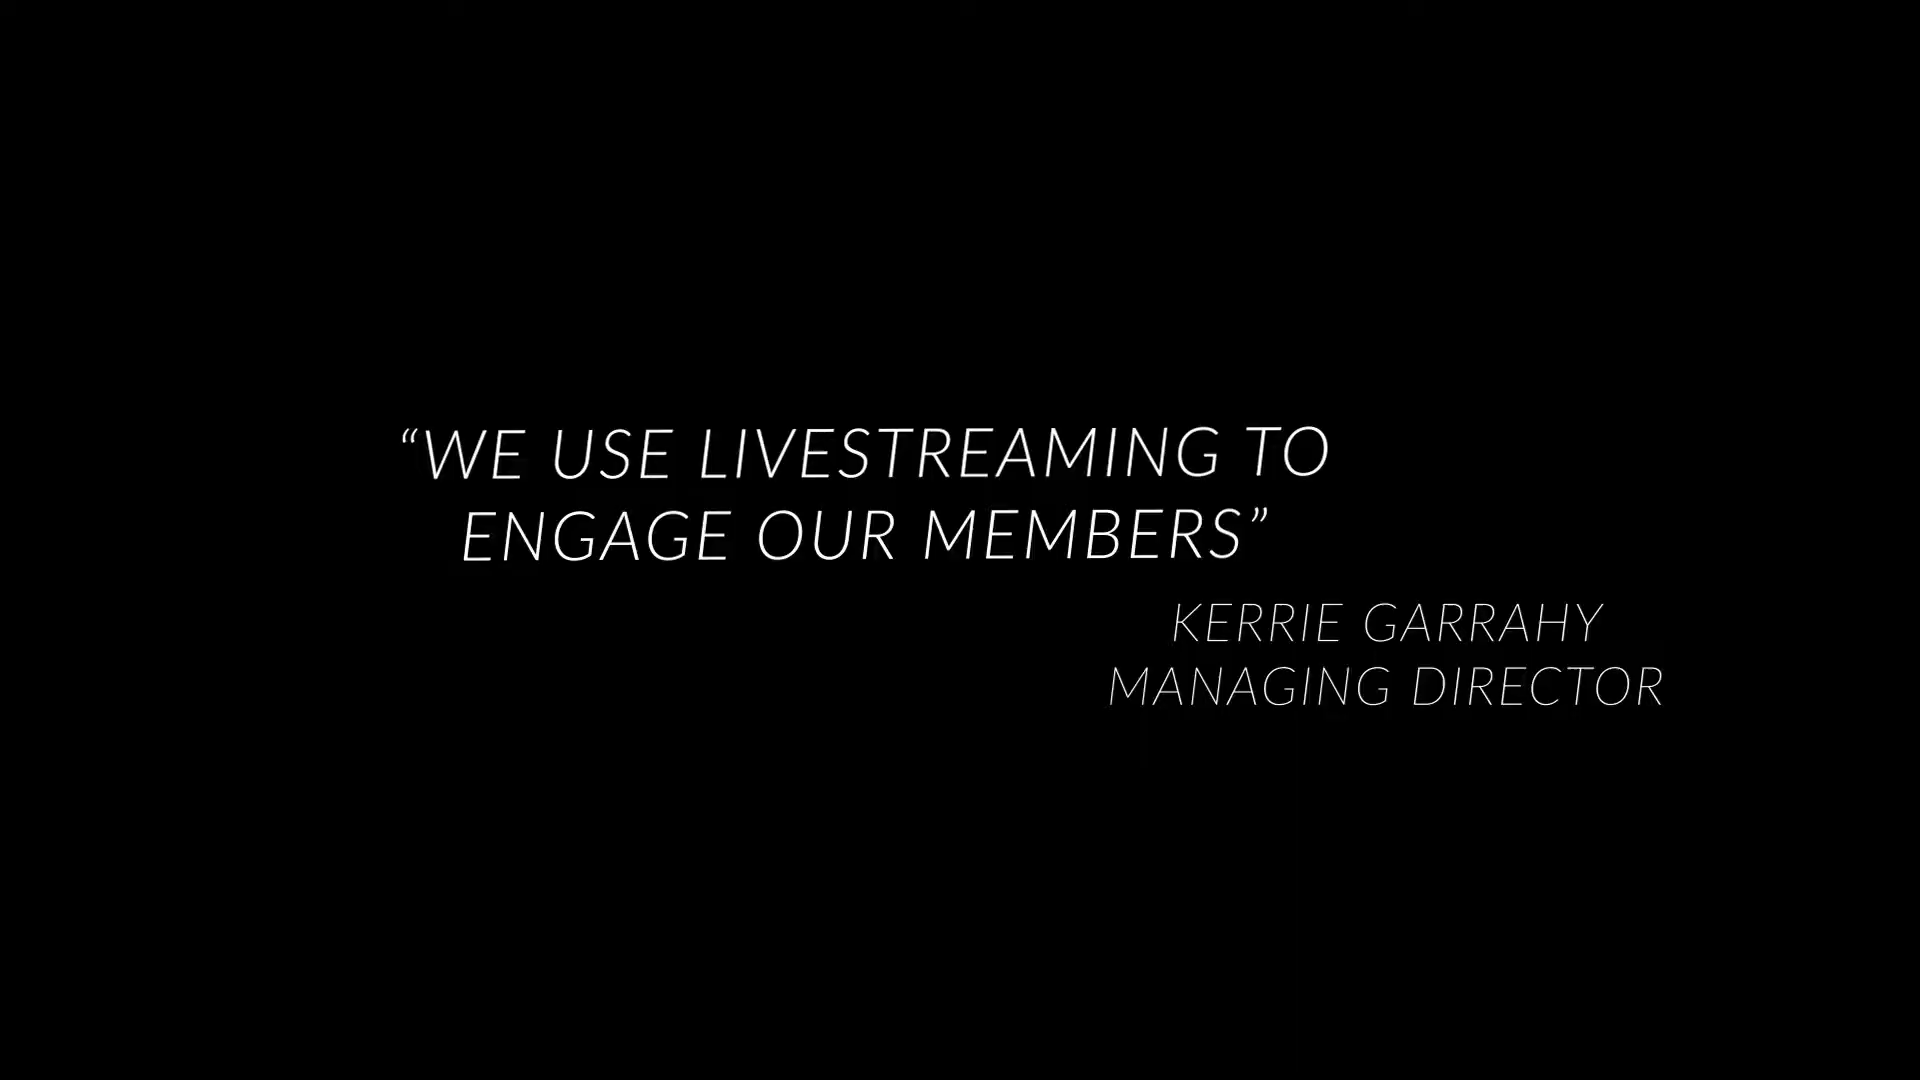 “WE USE LIVESTREAMING TO
ENGAGE OUR MEMBERS”
KERRIE GARRAHY
MANAGING DIRECTOR